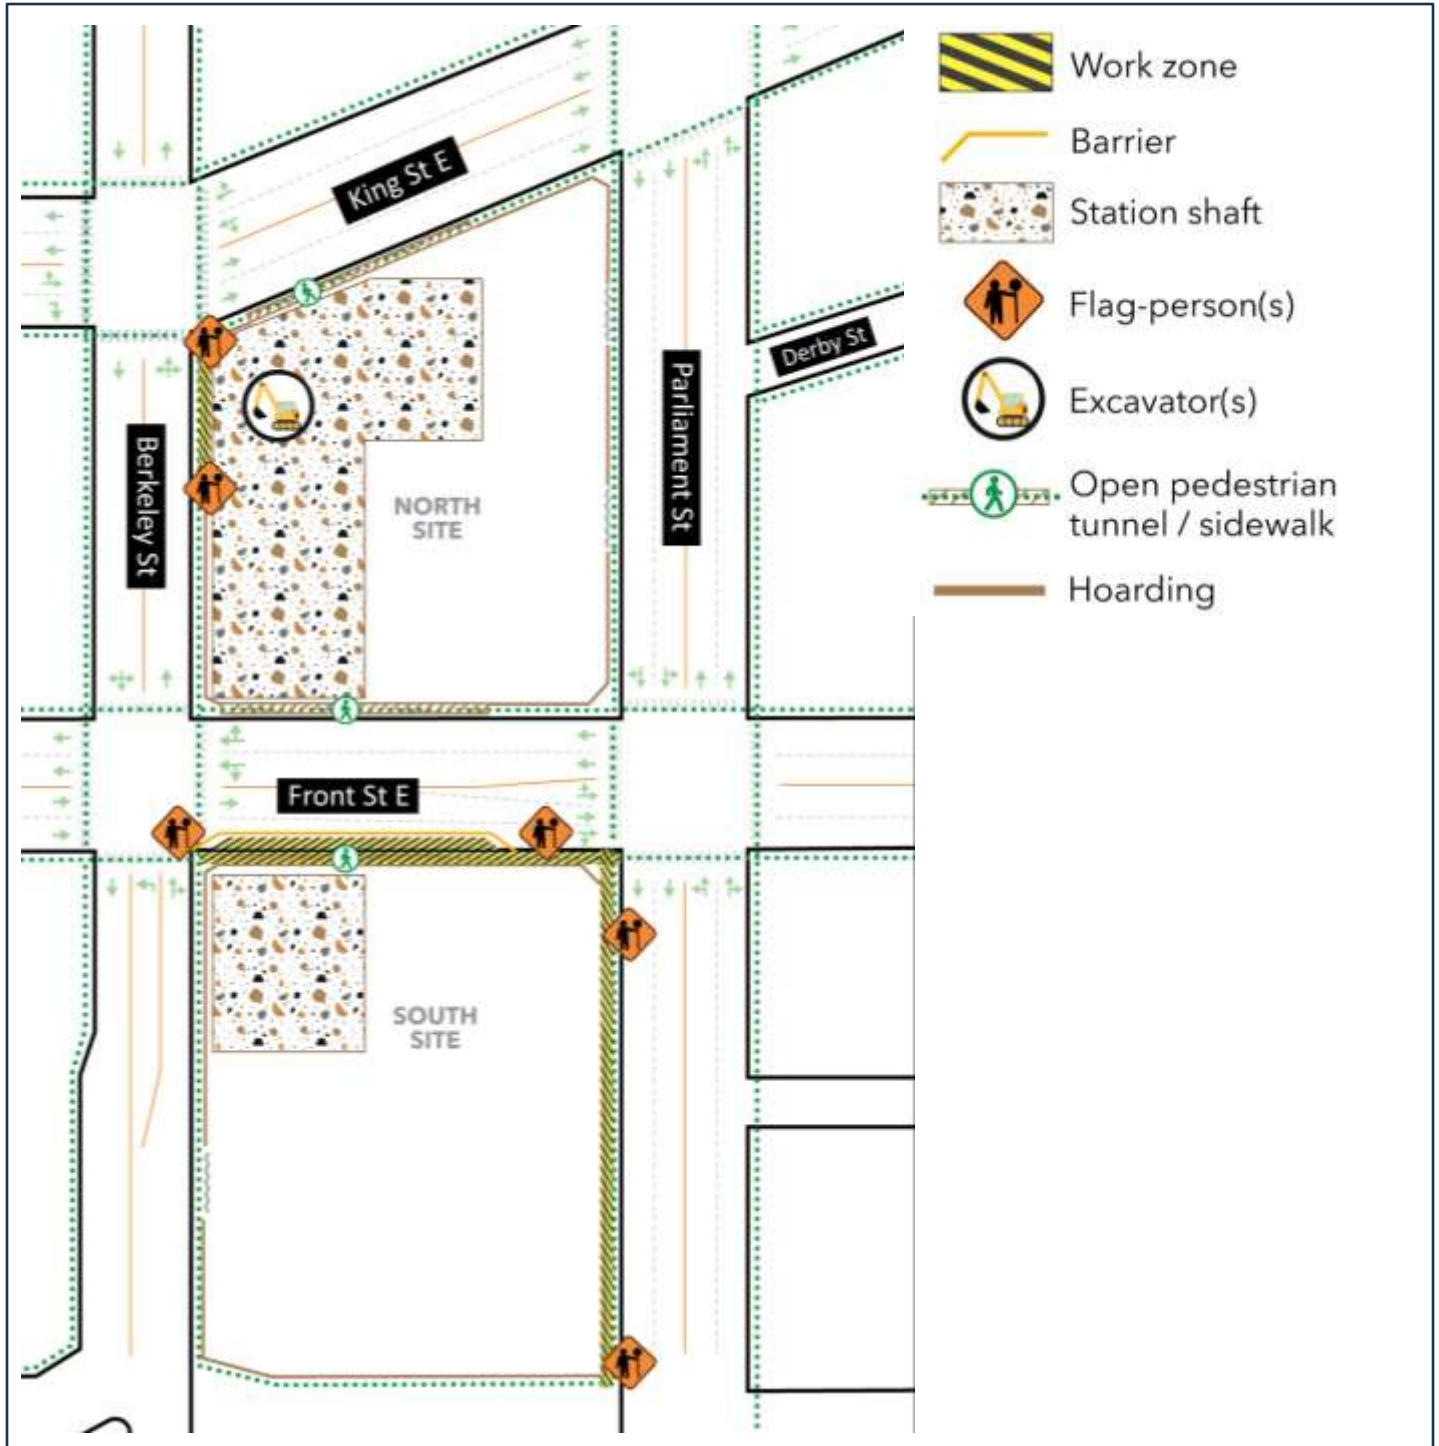 King St E
Derby St
Parliament St
Berkeley St
NORTH
SITE
Front St E
SOUTH
SITE
Work zone
Barrier
Station shaft
Flag-person(s)
Excavator(s)
Open pedestrian
tunnel / sidewalk
Hoarding